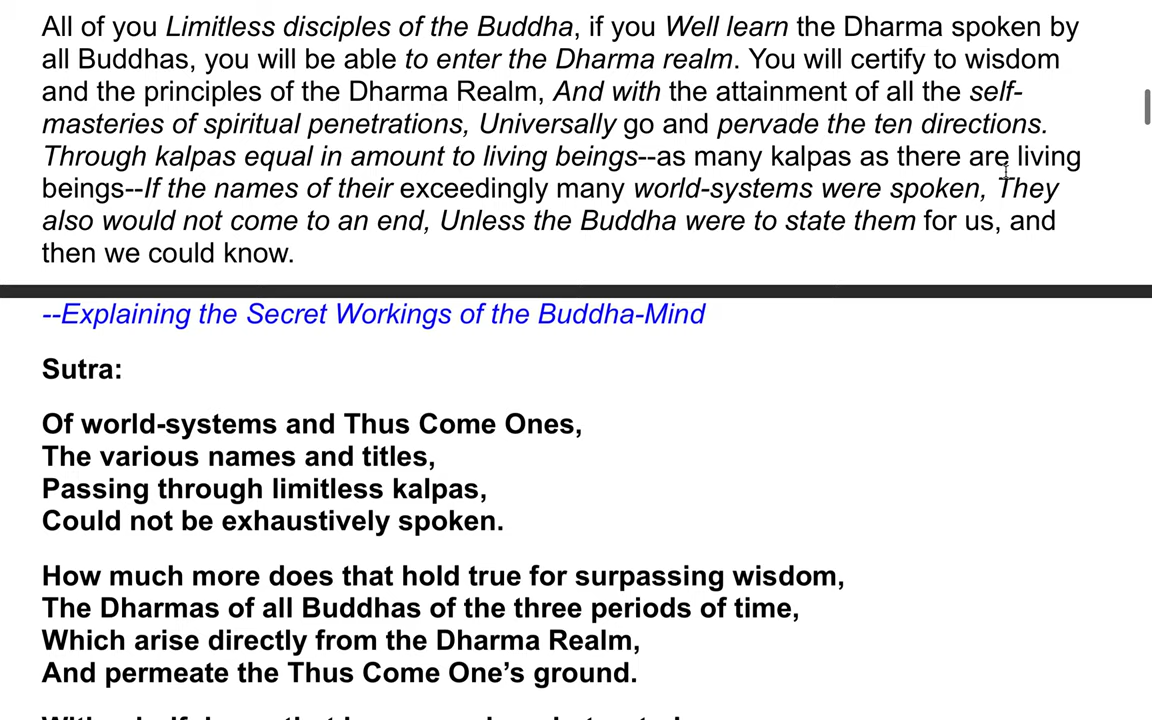 All of you Limitless disciples of the Buddha, if you Well learn the Dharma spoken by
all Buddhas, you will be able to enter the Dharma realm. You will certify to wisdom
and the principles of the Dharma Realm, And with the attainment of all the self-
masteries of spiritual penetrations, Universally go and pervade the ten directions.
Through kalpas equal in amount to living beings--as many kalpas as there are living
beings--If the names of their exceedingly many world-systems were spoken, They
also would not come to an end, Unless the Buddha were to state them for us, and
then we could know.
--Explaining the Secret Workings of the Buddha-Mind
Sutra:
Of world-systems and Thus Come Ones,
The various names and titles,
Passing through limitless kalpas,
Could not be exhaustively spoken.
How much more does that hold true for surpassing wisdom,
The Dharmas of all Buddhas of the three periods of time,
Which arise directly from the Dharma Realm,
And permeate the Thus Come One's ground.